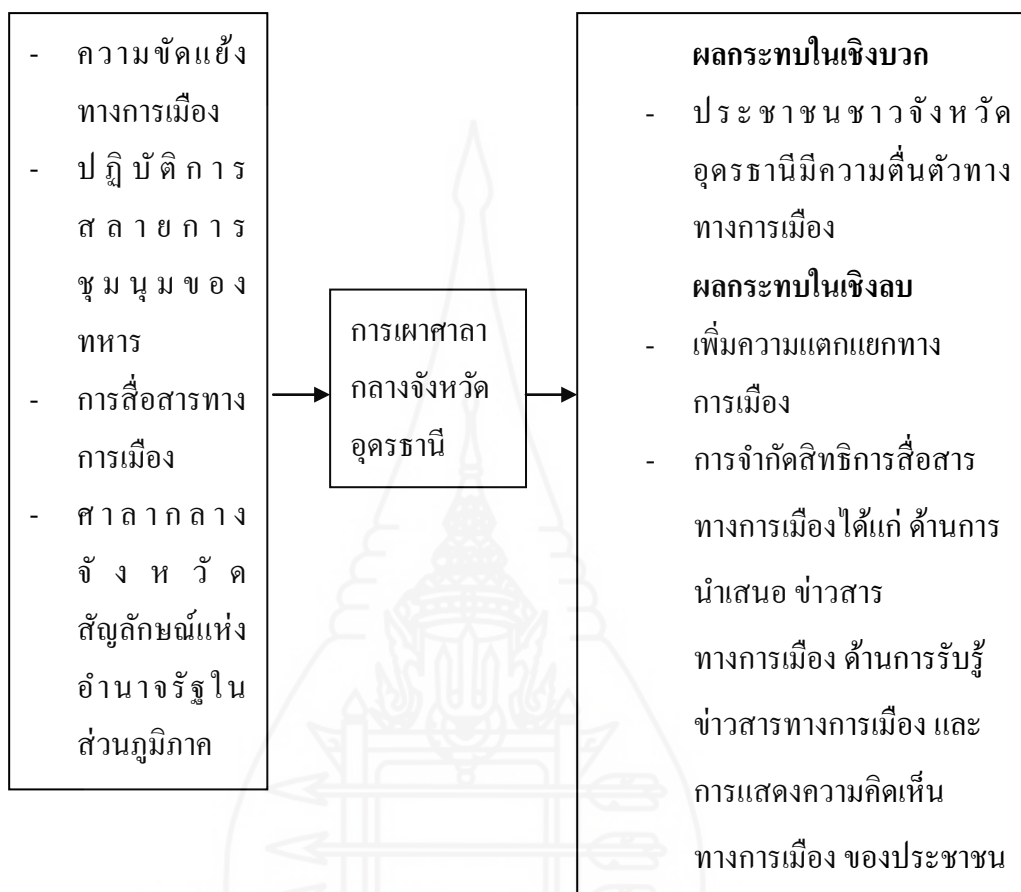 - ความขัดแย้ง
ทางการเมือง
- ปฏิบัติการ
สลายการ
ชุมนุมของ
ทหาร
- การสื่อสารทาง
การเมือง
- ศาลากลาง
จังหวัด
สัญลักษณ์แห่ง
อำนาจรัฐใน
ส่วนภูมิภาค
การเผาศาลา
กลางจังหวัด
อุดรธานี
ผลกระทบในเชิงบวก
- ประชาชนชาวจังหวัด
อุดรธานีมีความตื่นตัวทาง
ทางการเมือง
ผลกระทบในเชิงลบ
- เพิ่มความแตกแยกทาง
การเมือง
- การจำกัดสิทธิการสื่อสาร
ทางการเมืองได้แก่ ด้านการ
นำเสนอ ข่าวสาร
ทางการเมือง ด้านการรับรู้
ข่าวสารทางการเมือง และ
การแสดงความคิดเห็น
ทางการเมือง ของประชาชน